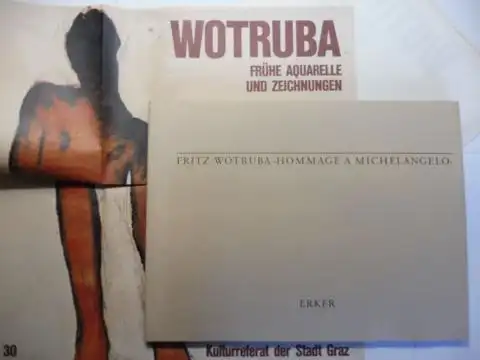 WOTRUBA
FRÜHE AQUARELLE
UND ZEICHNUNGEN
FRITZ WOTRUBA·HOMMAGE A MICHELANGELO·
ERKER
30
Kulturreferat der Stadt Graz